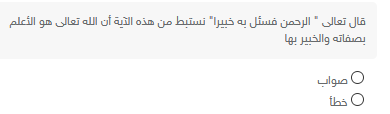 قال تعالى " الرحمن فسئل به خبيرا" نستبط من هذه الآية أن الله تعالى هو الأعلم
بصفاته والخبير بها
صواب
خطأ